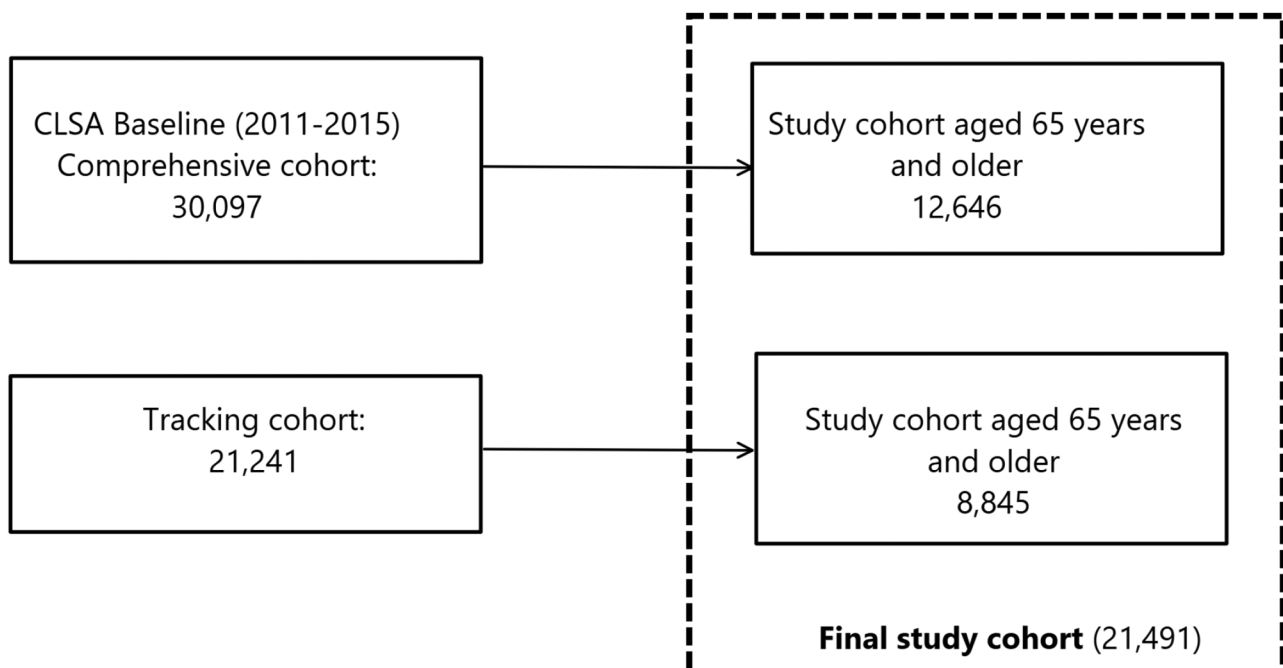 CLSA Baseline (2011-2015)
Comprehensive cohort:
30,097
Study cohort aged 65 years
and older
12,646
Tracking cohort:
21,241
Study cohort aged 65 years
and older
8,845
Final study cohort (21,491)